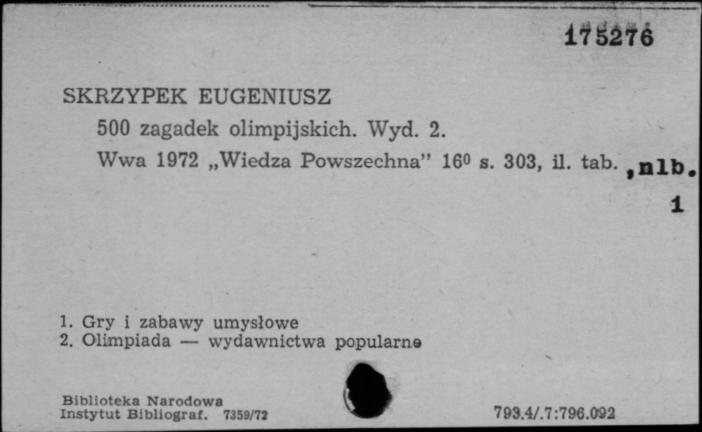 175276
SKRZYPEK EUGENIUSZ
500 zagadek olimpijskich. Wyd. 2.
Wwa 1972 „Wiedza Powszechna” 16⁰ s. 303, il. tab. ,nlb.
1
1. Gry i zabawy umysłowe
2. Olimpiada — wydawnictwa popularne
Biblioteka Narodowa
Instytut Bibliograf. 7359/72
793.4/.7:796.092